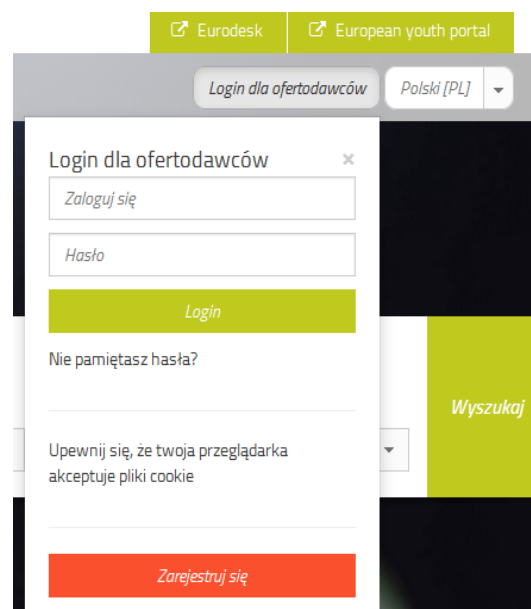 Eurodesk
European youth portal
Login dla ofertodawców
Polski [PL]
Login dla ofertodawców ×
Zaloguj się
Hasło
Login
Nie pamiętasz hasła?
Wyszukaj
Upewnij się, że twoja przeglądarka
akceptuje pliki cookie
Zarejestruj się